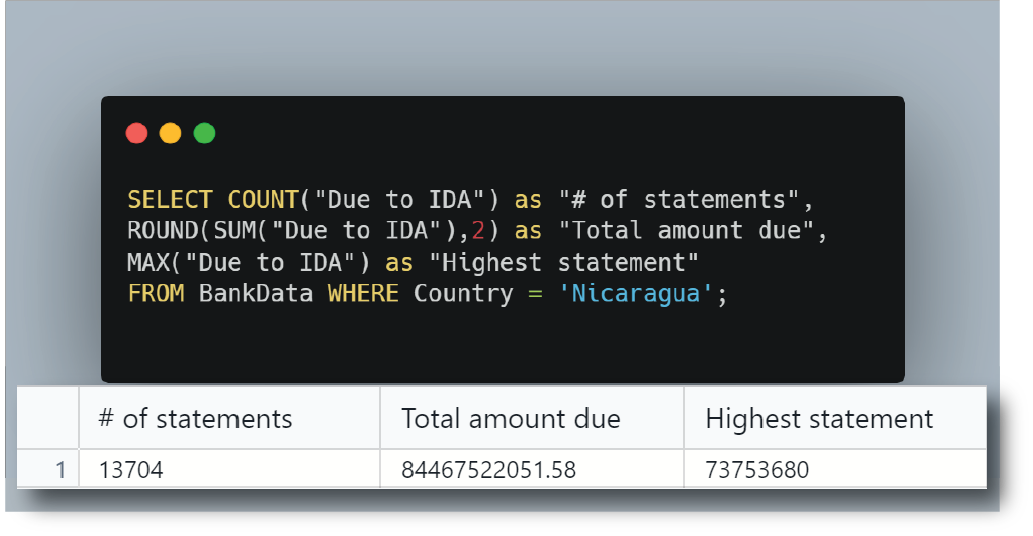 SELECT COUNT("Due to IDA") as "# of statements",
ROUND(SUM("Due to IDA"),2) as "Total amount due",
MAX("Due to IDA") as "Highest statement"
FROM BankData WHERE Country = 'Nicaragua';
# of statements Total amount due Highest statement
1 13704 84467522051.58 73753680